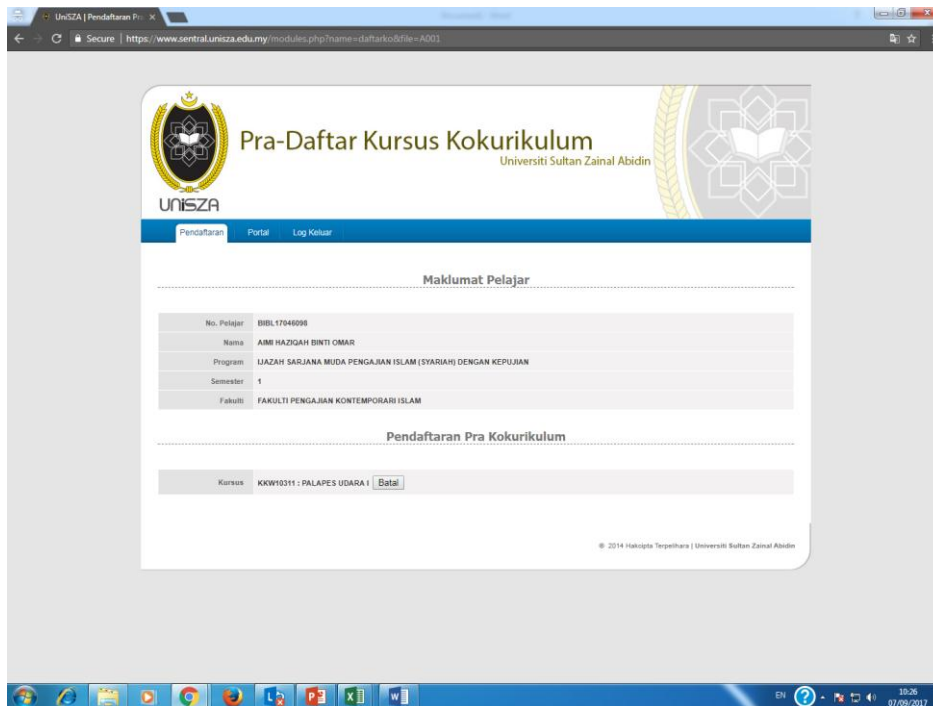 UniSZA | Pendaftaran Pr
Secure | https://www.sentral.unisza.edu.my/modules.php?name=daftarko&file=A001
Pra-Daftar Kursus Kokurikulum
Universiti Sultan Zainal Abidin
UniSZA
Pendaftaran Portal Log Keluar
Maklumat Pelajar
No. Pelajar BIBL17046098
Nama AIMI HAZIQAH BINTI OMAR
Program IJAZAH SARJANA MUDA PENGAJIAN ISLAM (SYARIAH) DENGAN KEPUJIAN
Semester 1
Fakulti FAKULTI PENGAJIAN KONTEMPORARI ISLAM
Pendaftaran Pra Kokurikulum
Kursus KKW10311 : PALAPES UDARA I Batal
© 2014 Hakcipta Terpelihara | Universiti Sultan Zainal Abidin
EN 10:26
07/09/2017